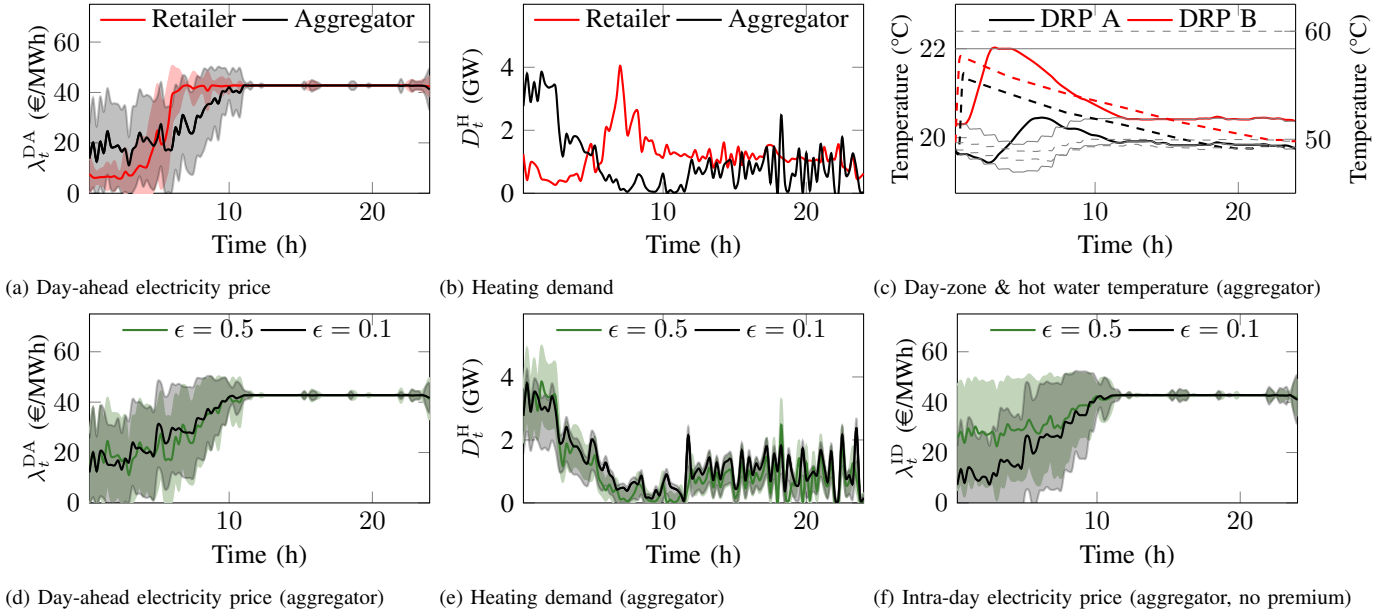 Retailer Aggregator
60
40
20
0
10 20
λ_t^DA (€/MWh)
Time (h)
(a) Day-ahead electricity price
Retailer Aggregator
4
2
0
10 20
D_t^H (GW)
Time (h)
(b) Heating demand
DRP A DRP B
22
20
60
50
10 20
Temperature (°C)
Temperature (°C)
Time (h)
(c) Day-zone & hot water temperature (aggregator)
ϵ = 0.5 ϵ = 0.1
60
40
20
0
10 20
λ_t^DA (€/MWh)
Time (h)
(d) Day-ahead electricity price (aggregator)
ϵ = 0.5 ϵ = 0.1
4
2
0
10 20
D_t^H (GW)
Time (h)
(e) Heating demand (aggregator)
ϵ = 0.5 ϵ = 0.1
60
40
20
0
10 20
λ_t^ID (€/MWh)
Time (h)
(f) Intra-day electricity price (aggregator, no premium)